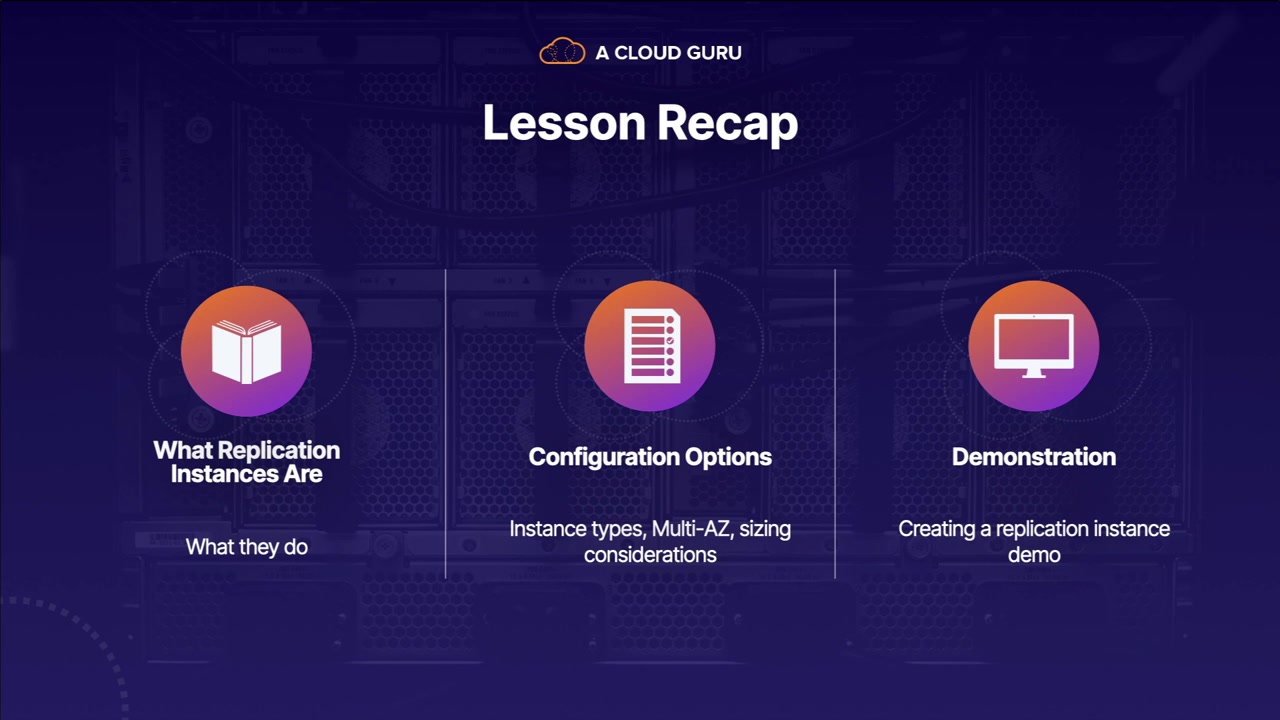 A CLOUD GURU
Lesson Recap
What Replication
Instances Are
What they do
Configuration Options
Instance types, Multi-AZ, sizing
considerations
Demonstration
Creating a replication instance
demo